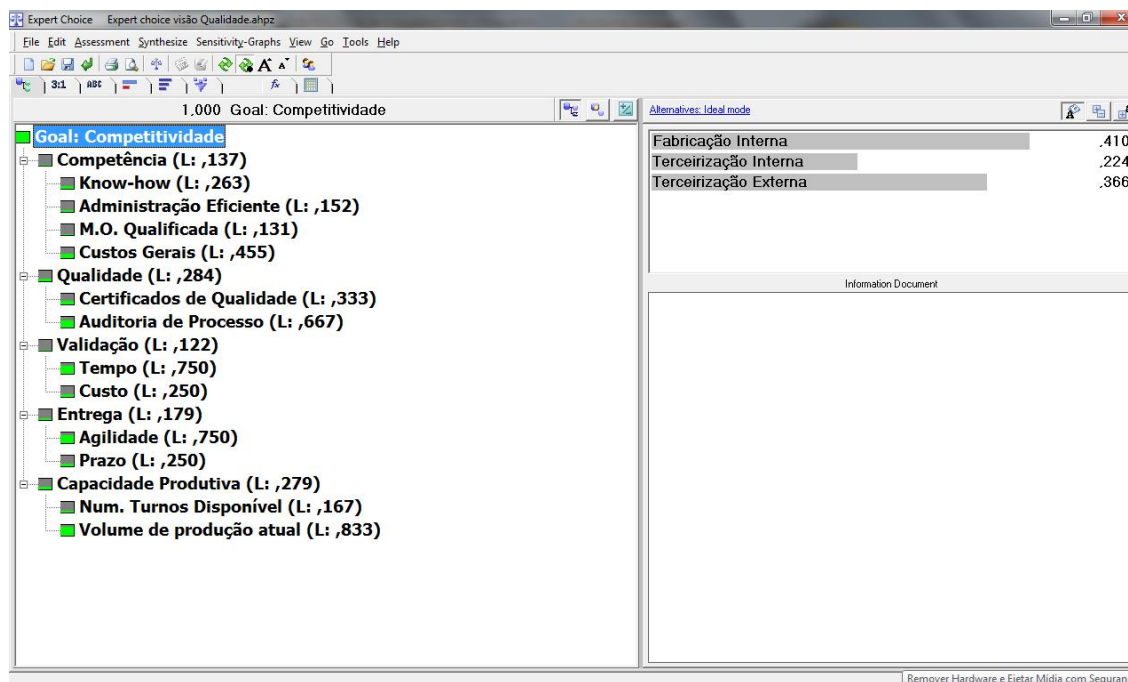 Expert Choice Expert choice visão Qualidade.ahpz
File Edit Assessment Synthesize Sensitivity-Graphs View Go Tools Help
3:1 ABC
1,000 Goal: Competitividade
Alternatives: Ideal mode
Goal: Competitividade
Competência (L: ,137)
Know-how (L: ,263)
Administração Eficiente (L: ,152)
M.O. Qualificada (L: ,131)
Custos Gerais (L: ,455)
Qualidade (L: ,284)
Certificados de Qualidade (L: ,333)
Auditoria de Processo (L: ,667)
Validação (L: ,122)
Tempo (L: ,750)
Custo (L: ,250)
Entrega (L: ,179)
Agilidade (L: ,750)
Prazo (L: ,250)
Capacidade Produtiva (L: ,279)
Num. Turnos Disponível (L: ,167)
Volume de produção atual (L: ,833)
Fabricação Interna ,410
Terceirização Interna ,224
Terceirização Externa ,366
Information Document
Remover Hardware e Ejetar Mídia com Seguran